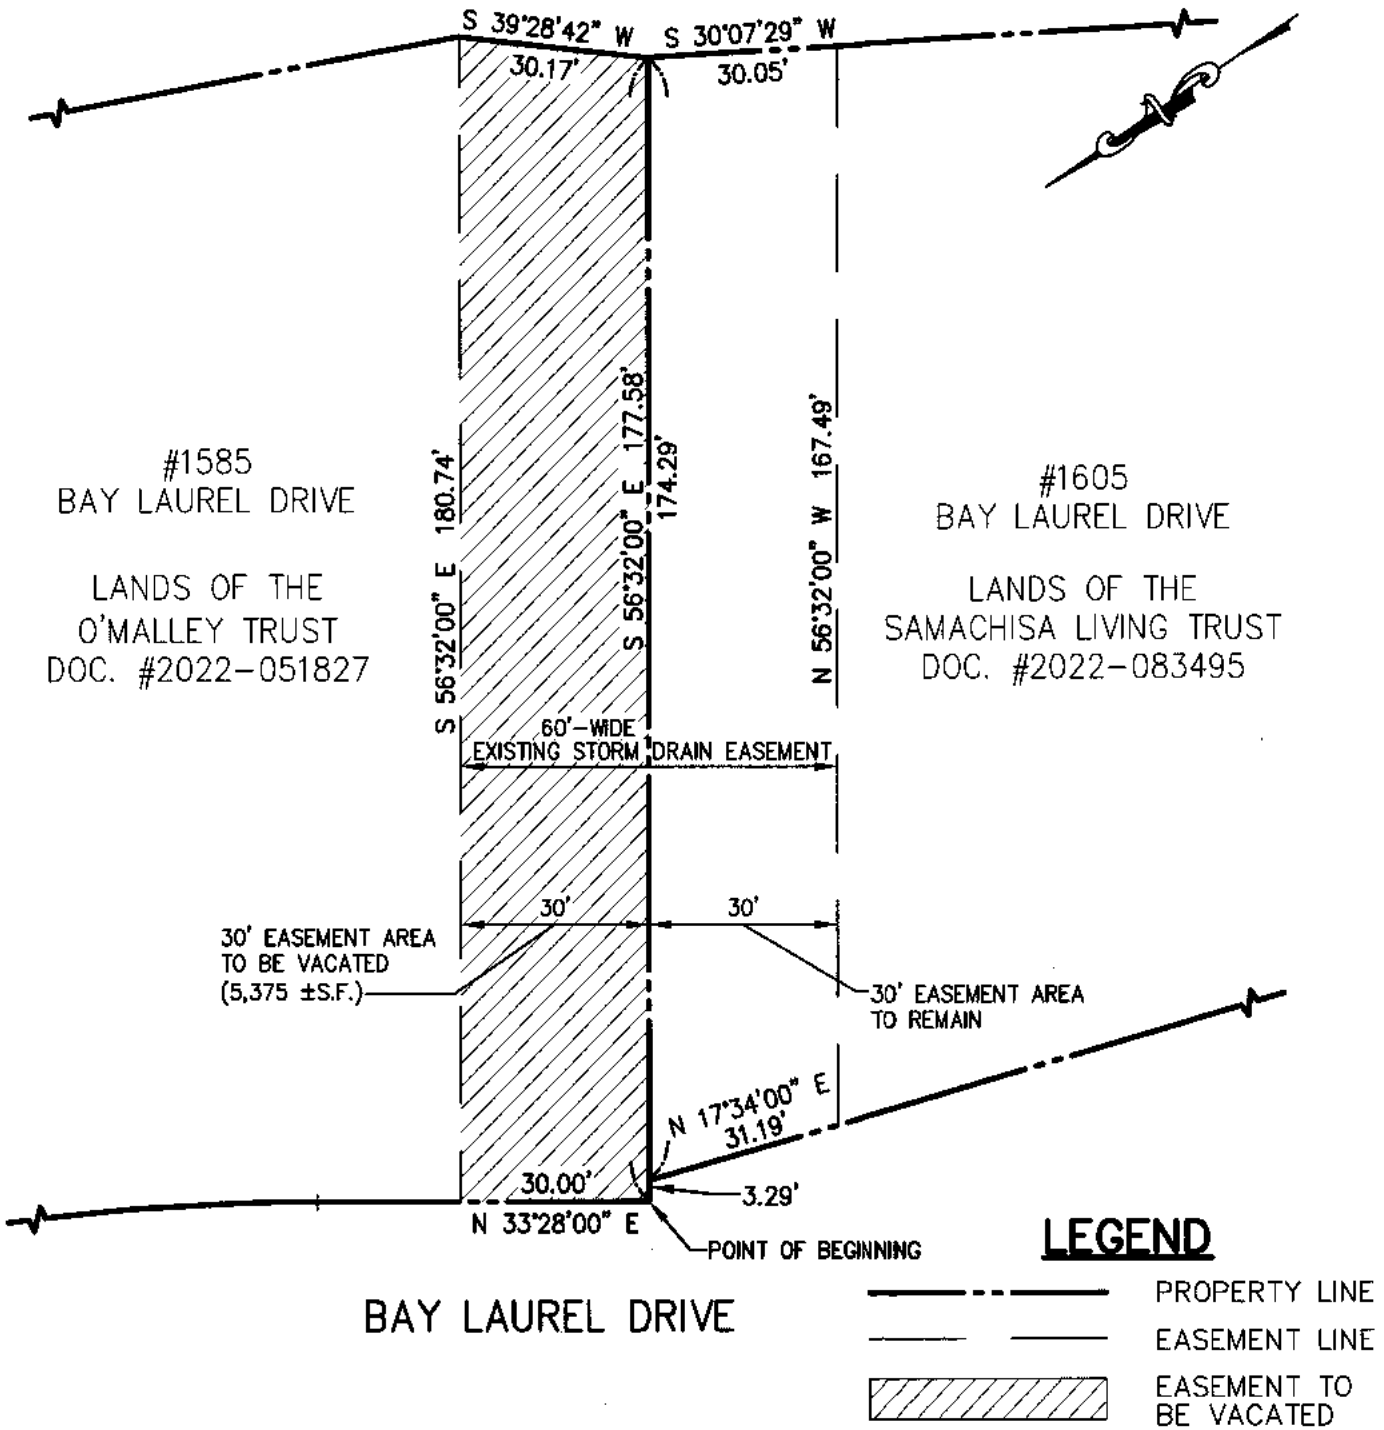 S 39°28'42" W
30.17'
S 30°07'29" W
30.05'
N
S 56°32'00" E 180.74'
S 56°32'00" E 177.58'
174.29'
N 56°32'00" W 167.49'
#1585
BAY LAUREL DRIVE
LANDS OF THE
O'MALLEY TRUST
DOC. #2022-051827
#1605
BAY LAUREL DRIVE
LANDS OF THE
SAMACHISA LIVING TRUST
DOC. #2022-083495
60'-WIDE
EXISTING STORM DRAIN EASEMENT
30'
30'
30' EASEMENT AREA
TO BE VACATED
(5,375 ±S.F.)
30' EASEMENT AREA
TO REMAIN
N 17°34'00" E
31.19'
30.00'
3.29'
N 33°28'00" E
POINT OF BEGINNING
BAY LAUREL DRIVE
LEGEND
PROPERTY LINE
EASEMENT LINE
EASEMENT TO
BE VACATED